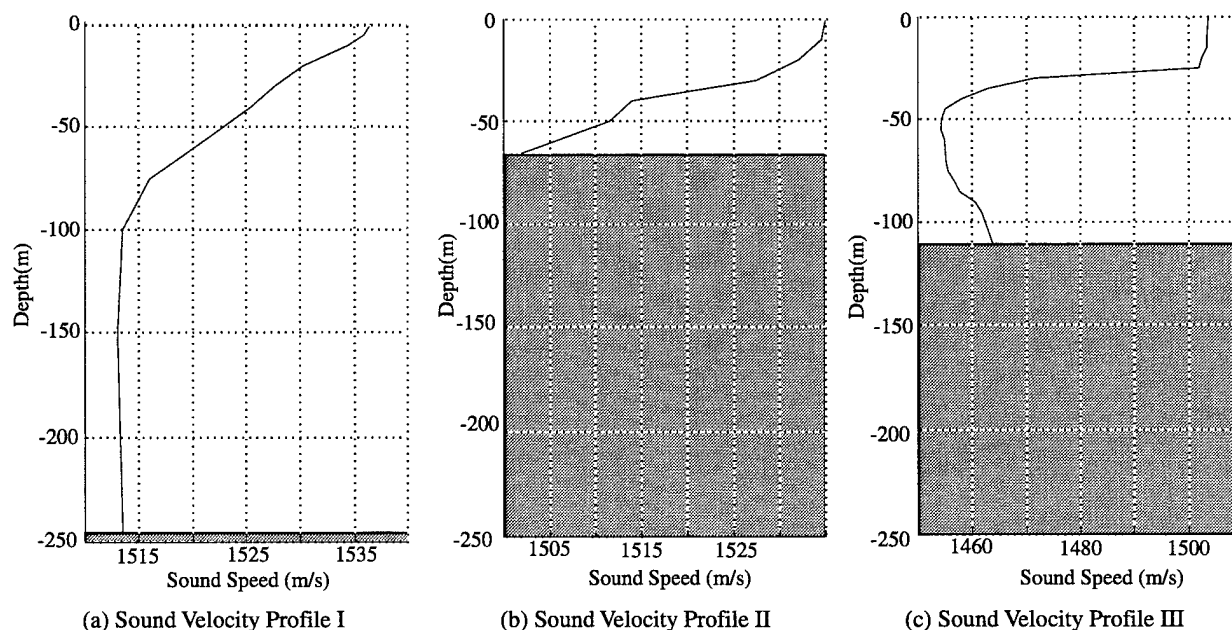 0
-50
-100
-150
-200
-250
Depth(m)
1515 1525 1535
Sound Speed (m/s)
(a) Sound Velocity Profile I
0
-50
-100
-150
-200
-250
Depth(m)
1505 1515 1525
Sound Speed (m/s)
(b) Sound Velocity Profile II
0
-50
-100
-150
-200
-250
Depth(m)
1460 1480 1500
Sound Speed (m/s)
(c) Sound Velocity Profile III